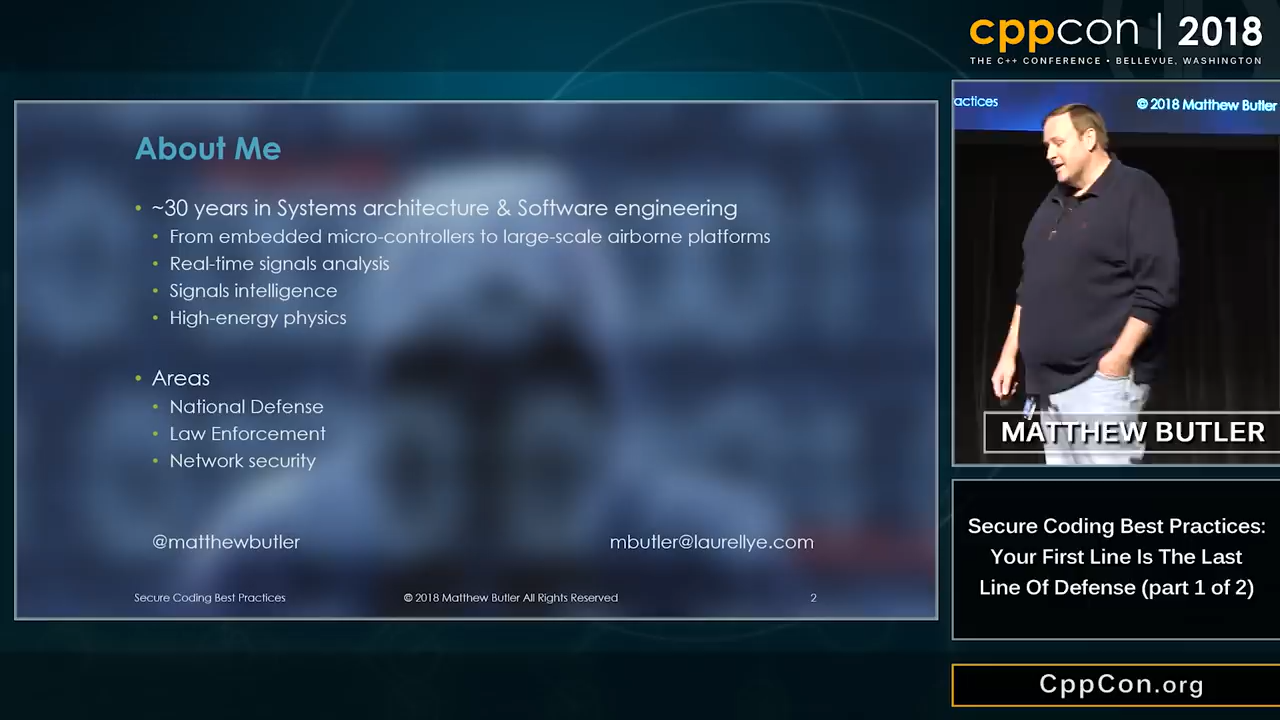 cppcon | 2018
THE C++ CONFERENCE • BELLEVUE, WASHINGTON
About Me
• ~30 years in Systems architecture & Software engineering
• From embedded micro-controllers to large-scale airborne platforms
• Real-time signals analysis
• Signals intelligence
• High-energy physics
• Areas
• National Defense
• Law Enforcement
• Network security
@matthewbutler
mbutler@laurellye.com
Secure Coding Best Practices
© 2018 Matthew Butler All Rights Reserved
2
actices
© 2018 Matthew Butler
MATTHEW BUTLER
Secure Coding Best Practices:
Your First Line Is The Last
Line Of Defense (part 1 of 2)
CppCon.org